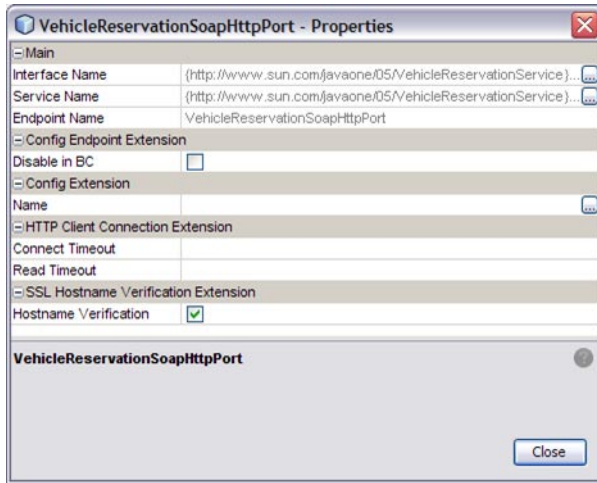 VehicleReservationSoapHttpPort - Properties
Main
Interface Name {http://www.sun.com/javaone/05/VehicleReservationService}... ...
Service Name {http://www.sun.com/javaone/05/VehicleReservationService}... ...
Endpoint Name VehicleReservationSoapHttpPort
Config Endpoint Extension
Disable in BC
Config Extension
Name ...
HTTP Client Connection Extension
Connect Timeout
Read Timeout
SSL Hostname Verification Extension
Hostname Verification
VehicleReservationSoapHttpPort ?
Close